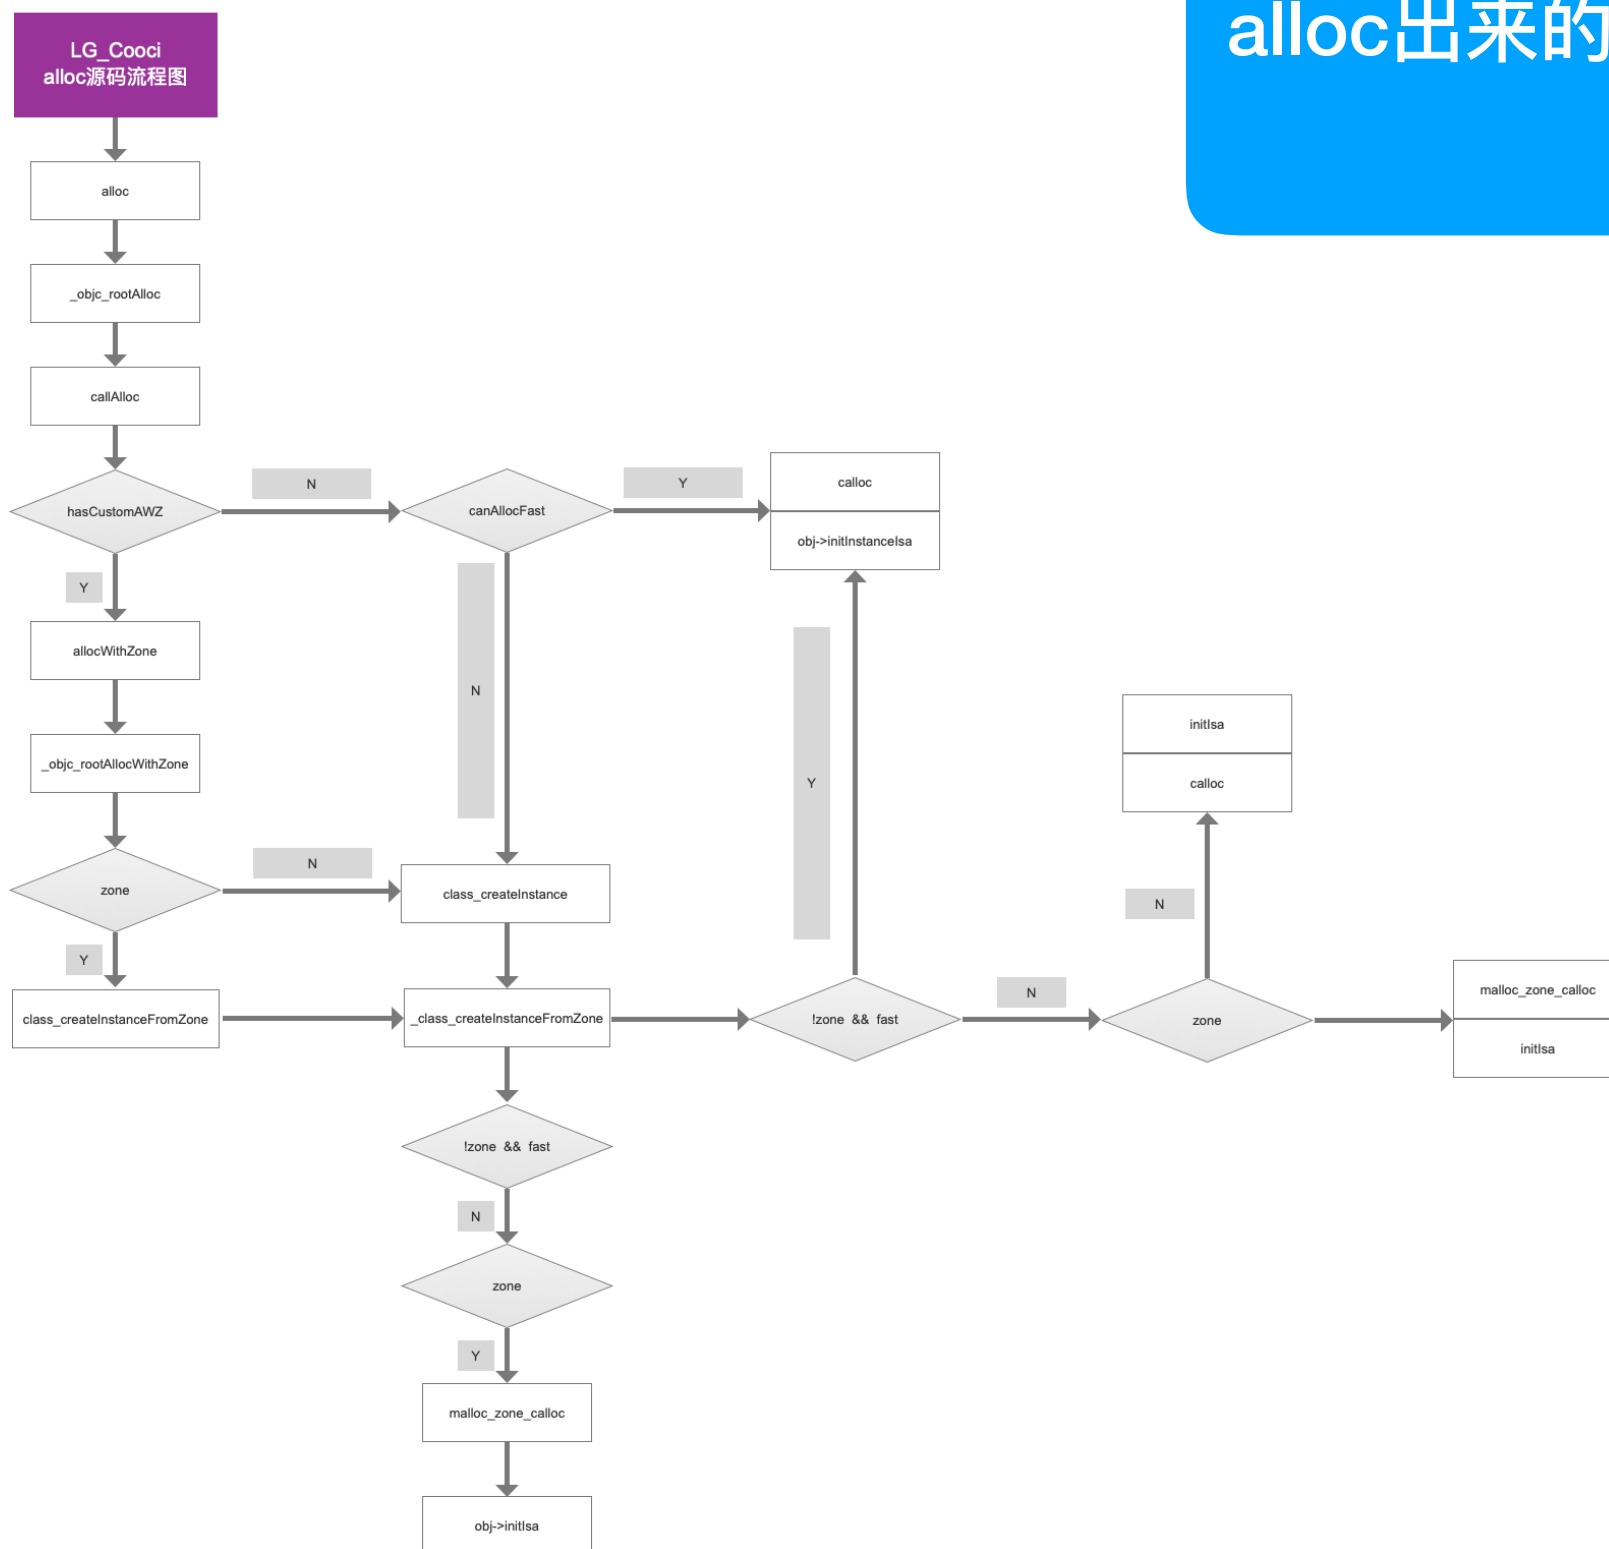 LG_Cooci
alloc源码流程图
alloc出来的
alloc
_objc_rootAlloc
callAlloc
hasCustomAWZ
N
canAllocFast
Y
calloc
obj->initInstanceIsa
Y
allocWithZone
N
Y
initIsa
calloc
_objc_rootAllocWithZone
zone
N
class_createInstance
N
Y
class_createInstanceFromZone
_class_createInstanceFromZone
!zone && fast
N
zone
malloc_zone_calloc
initIsa
!zone && fast
N
zone
Y
malloc_zone_calloc
obj->initIsa